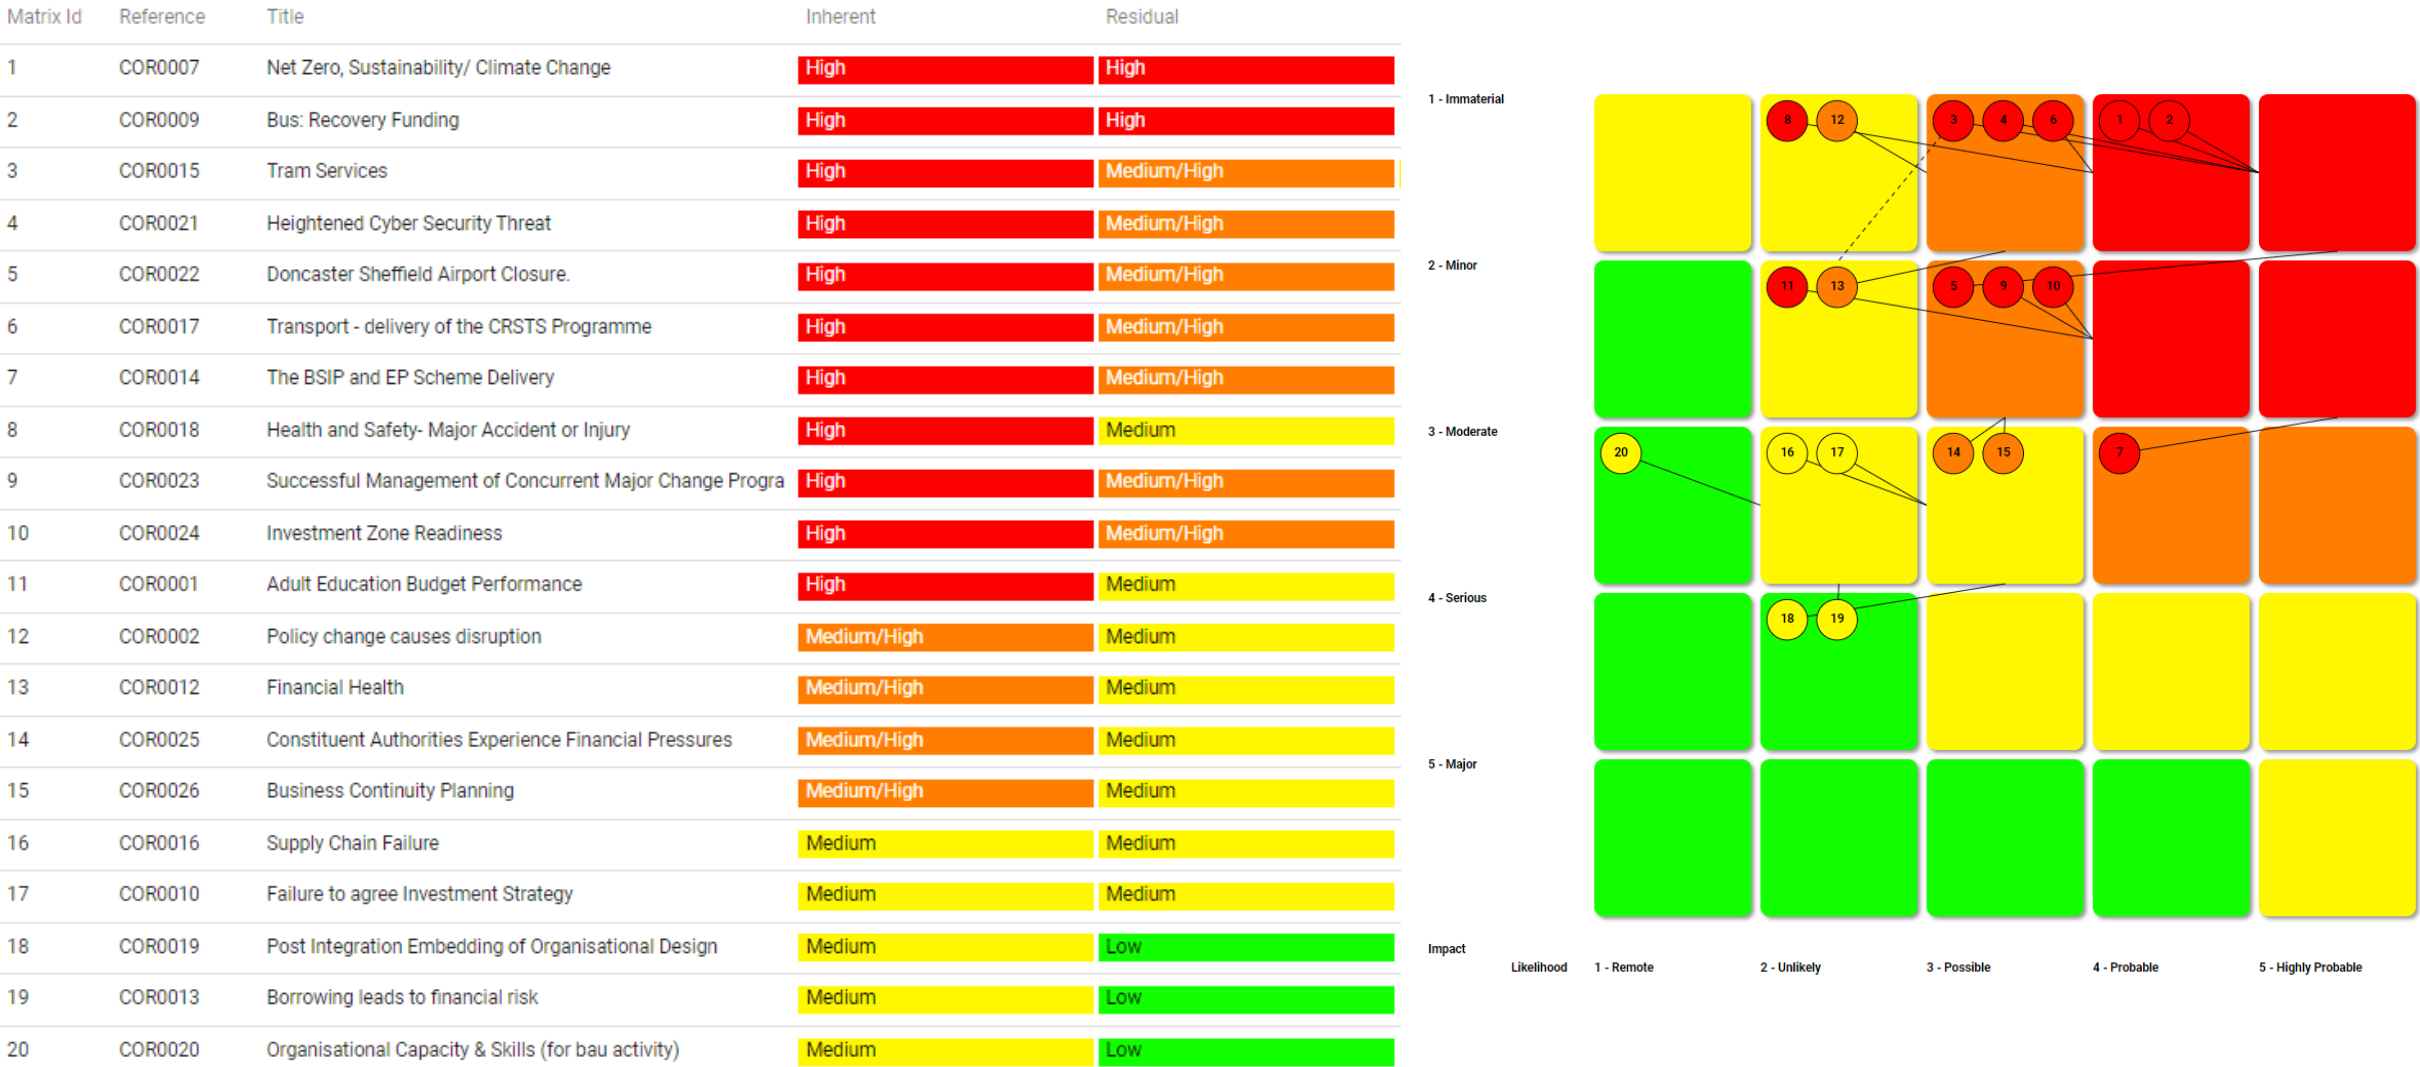 Matrix Id Reference Title Inherent Residual
1 COR0007 Net Zero, Sustainability/ Climate Change High High
2 COR0009 Bus: Recovery Funding High High
3 COR0015 Tram Services High Medium/High
4 COR0021 Heightened Cyber Security Threat High Medium/High
5 COR0022 Doncaster Sheffield Airport Closure. High Medium/High
6 COR0017 Transport - delivery of the CRSTS Programme High Medium/High
7 COR0014 The BSIP and EP Scheme Delivery High Medium/High
8 COR0018 Health and Safety- Major Accident or Injury High Medium
9 COR0023 Successful Management of Concurrent Major Change Progra High Medium/High
10 COR0024 Investment Zone Readiness High Medium/High
11 COR0001 Adult Education Budget Performance High Medium
12 COR0002 Policy change causes disruption Medium/High Medium
13 COR0012 Financial Health Medium/High Medium
14 COR0025 Constituent Authorities Experience Financial Pressures Medium/High Medium
15 COR0026 Business Continuity Planning Medium/High Medium
16 COR0016 Supply Chain Failure Medium Medium
17 COR0010 Failure to agree Investment Strategy Medium Medium
18 COR0019 Post Integration Embedding of Organisational Design Medium Low
19 COR0013 Borrowing leads to financial risk Medium Low
20 COR0020 Organisational Capacity & Skills (for bau activity) Medium Low
1 - Immaterial
8 12 3 4 6 1 2
2 - Minor
11 13 5 9 10
3 - Moderate
20 16 17 14 15 7
4 - Serious
18 19
5 - Major
Impact
Likelihood 1 - Remote 2 - Unlikely 3 - Possible 4 - Probable 5 - Highly Probable